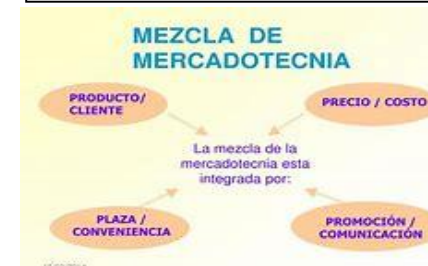 MEZCLA DE
MERCADOTECNIA
PRODUCTO/
CLIENTE
PRECIO / COSTO
La mezcla de la
mercadotecnia esta
integrada por:
PLAZA /
CONVENIENCIA
PROMOCIÓN /
COMUNICACIÓN